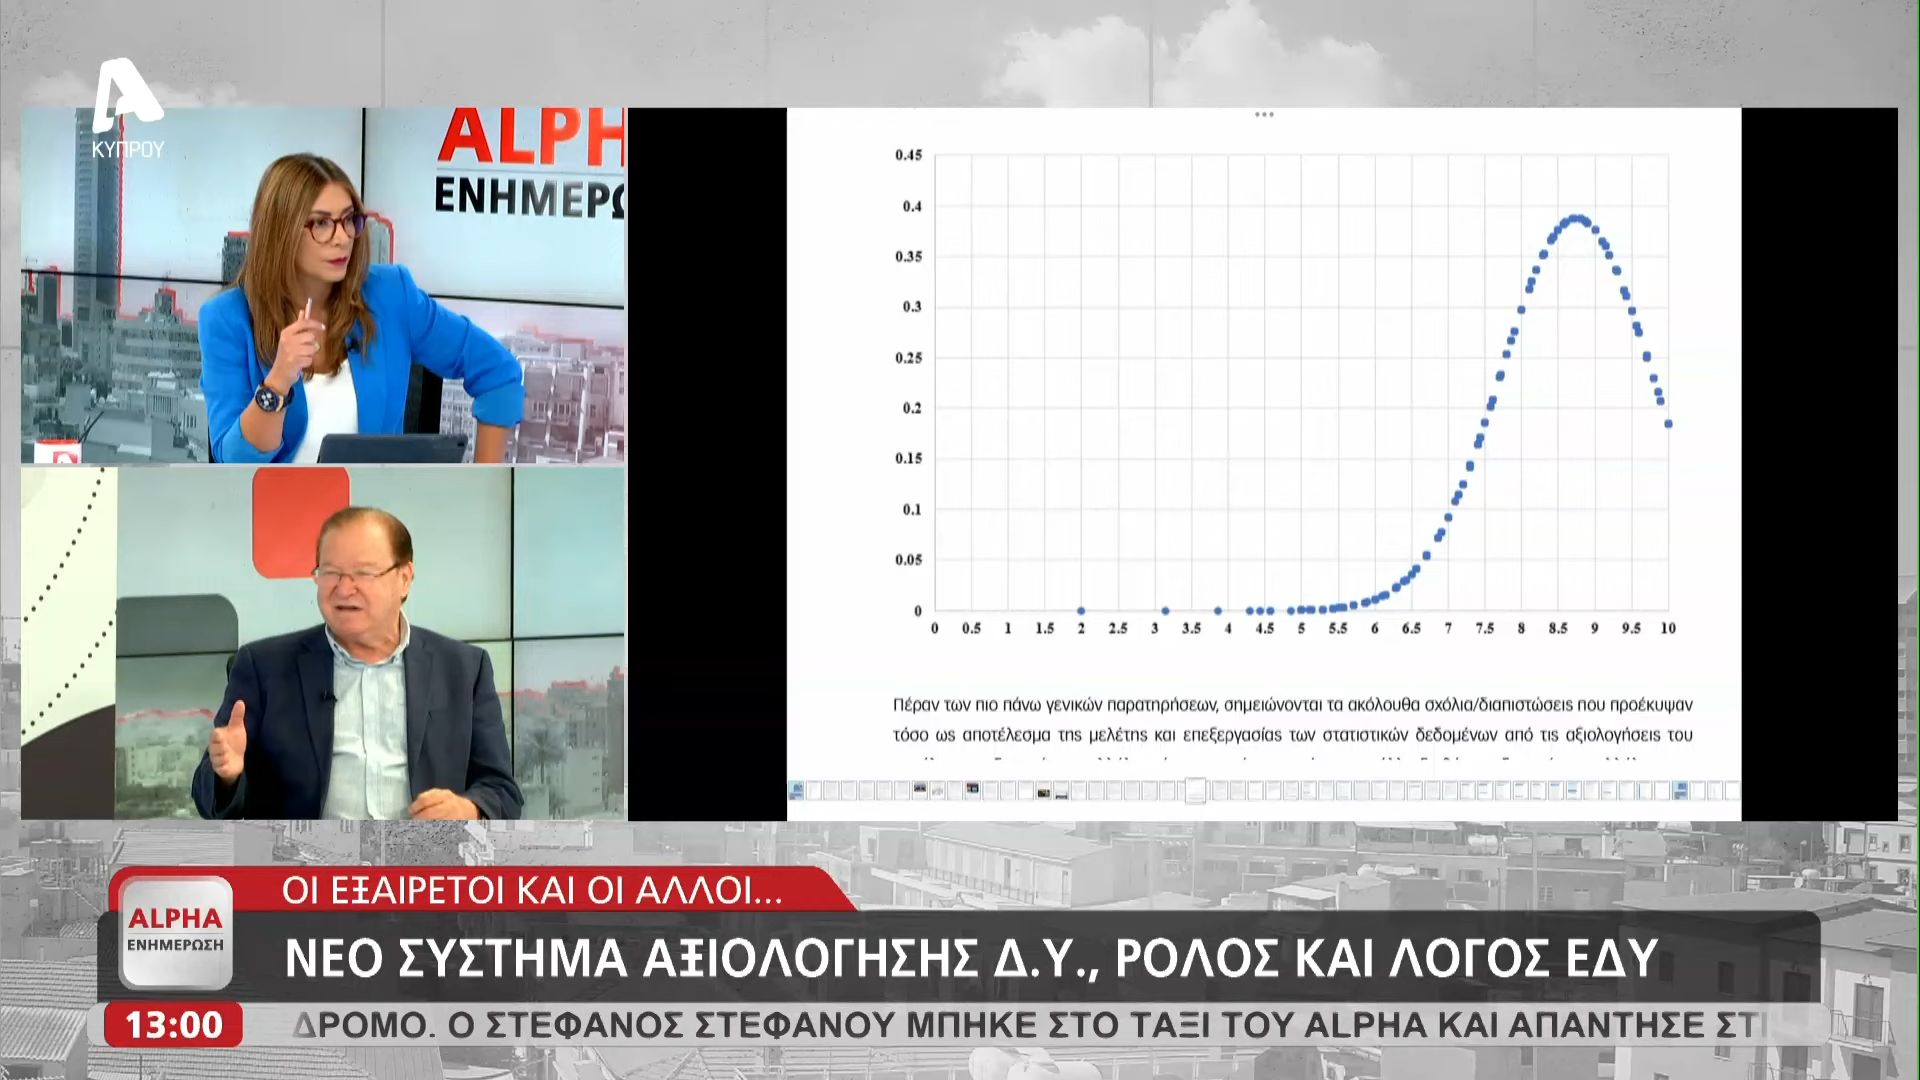 ΚΥΠΡΟΥ
ALPH
ΕΝΗΜΕΡΩ
0.45
0.4
0.35
0.3
0.25
0.2
0.15
0.1
0.05
0
0 0.5 1 1.5 2 2.5 3 3.5 4 4.5 5 5.5 6 6.5 7 7.5 8 8.5 9 9.5 10
Πέραν των πιο πάνω γενικών παρατηρήσεων, σημειώνονται τα ακόλουθα σχόλια/διαπιστώσεις που προέκυψαν
τόσο ως αποτέλεσμα της μελέτης και επεξεργασίας των στατιστικών δεδομένων από τις αξιολογήσεις του
ΟΙ ΕΞΑΙΡΕΤΟΙ ΚΑΙ ΟΙ ΑΛΛΟΙ...
ALPHA
ΕΝΗΜΕΡΩΣΗ
ΝΕΟ ΣΥΣΤΗΜΑ ΑΞΙΟΛΟΓΗΣΗΣ Δ.Υ., ΡΟΛΟΣ ΚΑΙ ΛΟΓΟΣ ΕΔΥ
13:00
ΔΡΟΜΟ. Ο ΣΤΕΦΑΝΟΣ ΣΤΕΦΑΝΟΥ ΜΠΗΚΕ ΣΤΟ ΤΑΞΙ ΤΟΥ ALPHA ΚΑΙ ΑΠΑΝΤΗΣΕ ΣΤΙ